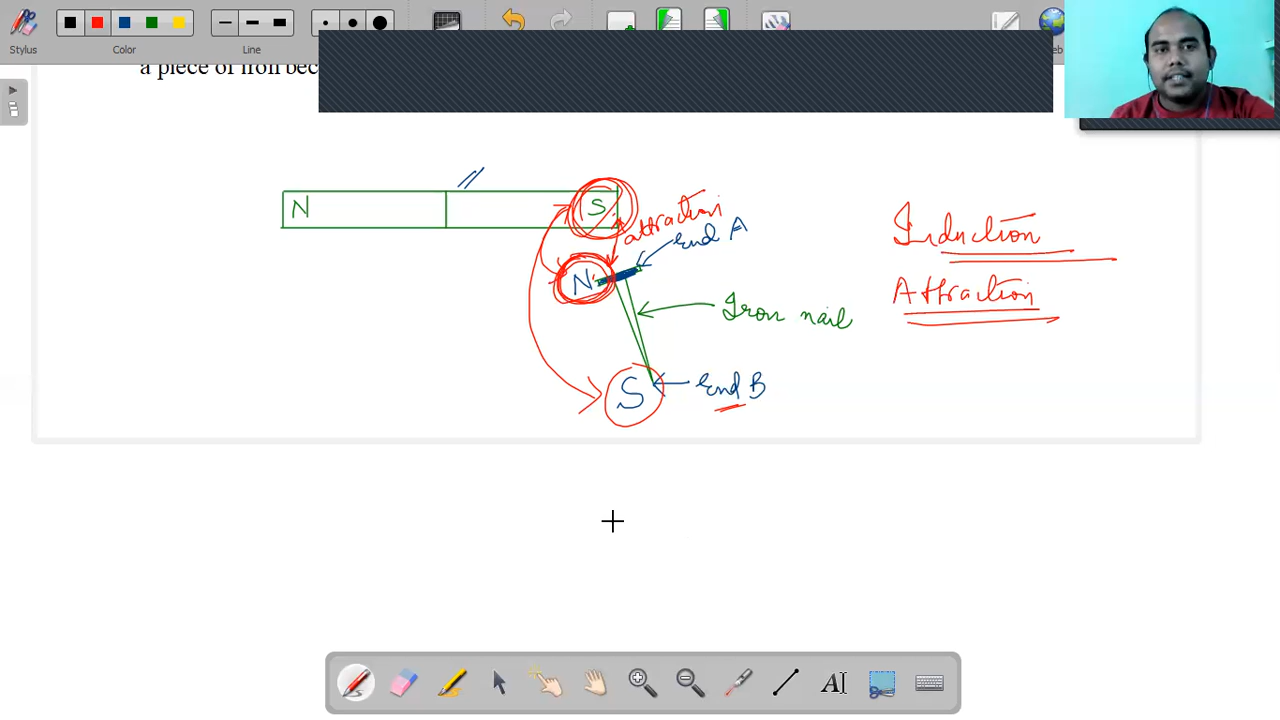 Stylus
Color
Line
a piece of iron bec
N
S
attraction
End A
Induction
N
Attraction
Iron nail
S
End B